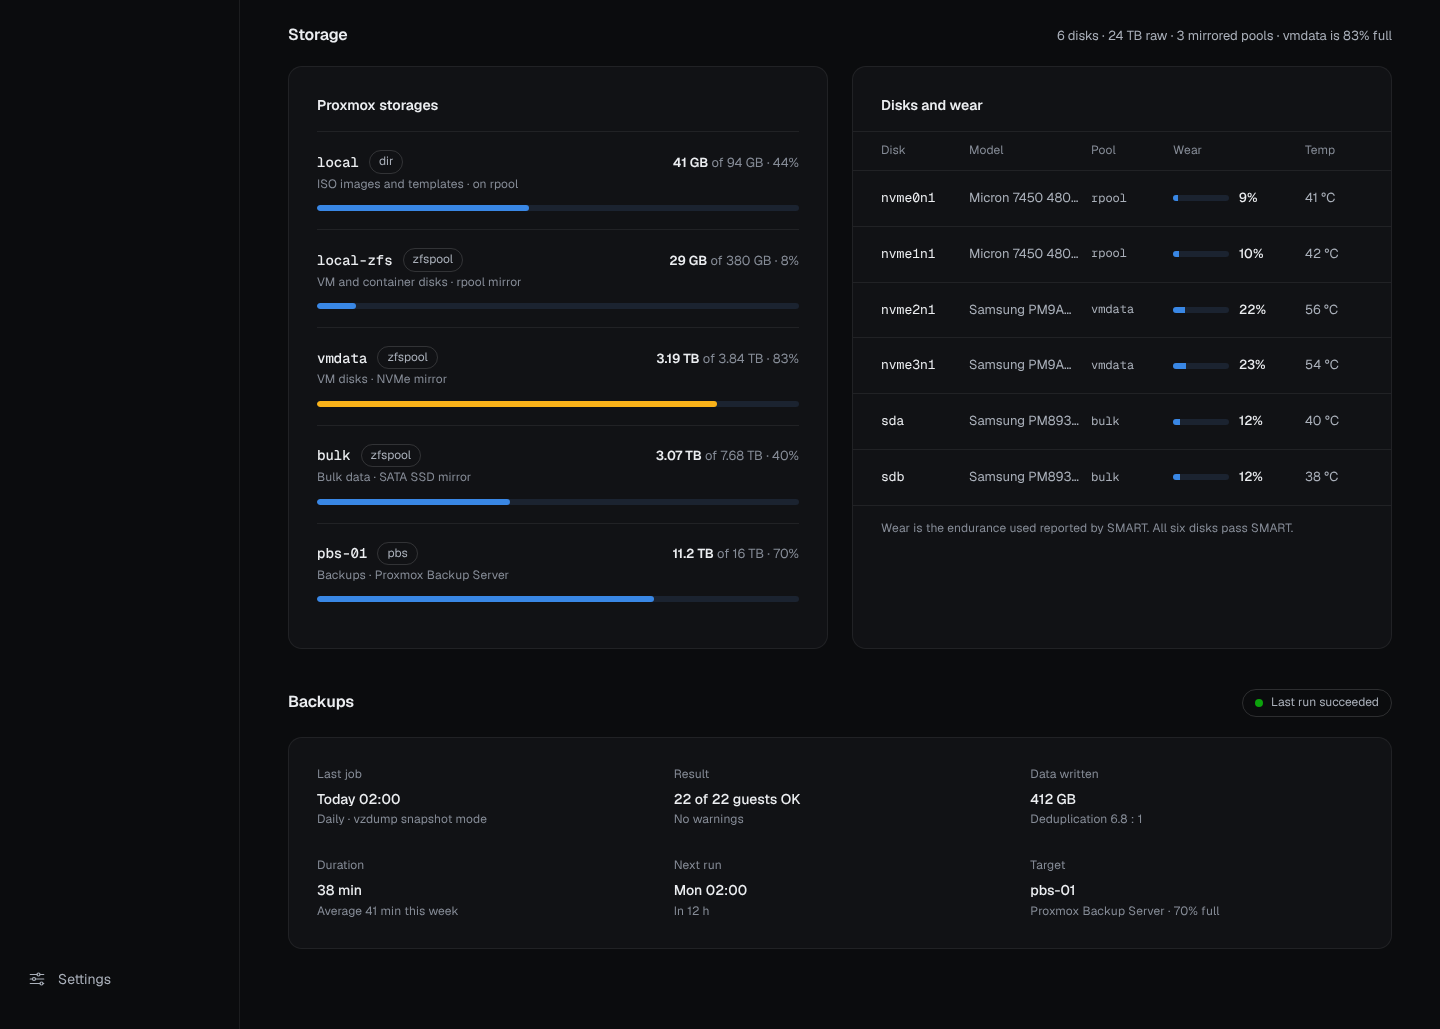 Storage
6 disks · 24 TB raw · 3 mirrored pools · vmdata is 83% full
Proxmox storages
local dir 41 GB of 94 GB · 44%
ISO images and templates · on rpool
local-zfs zfspool 29 GB of 380 GB · 8%
VM and container disks · rpool mirror
vmdata zfspool 3.19 TB of 3.84 TB · 83%
VM disks · NVMe mirror
bulk zfspool 3.07 TB of 7.68 TB · 40%
Bulk data · SATA SSD mirror
pbs-01 pbs 11.2 TB of 16 TB · 70%
Backups · Proxmox Backup Server
Disks and wear
Disk Model Pool Wear Temp
nvme0n1 Micron 7450 480… rpool 9% 41 °C
nvme1n1 Micron 7450 480… rpool 10% 42 °C
nvme2n1 Samsung PM9A… vmdata 22% 56 °C
nvme3n1 Samsung PM9A… vmdata 23% 54 °C
sda Samsung PM893… bulk 12% 40 °C
sdb Samsung PM893… bulk 12% 38 °C
Wear is the endurance used reported by SMART. All six disks pass SMART.
Backups
Last run succeeded
Last job
Today 02:00
Daily · vzdump snapshot mode
Result
22 of 22 guests OK
No warnings
Data written
412 GB
Deduplication 6.8 : 1
Duration
38 min
Average 41 min this week
Next run
Mon 02:00
In 12 h
Target
pbs-01
Proxmox Backup Server · 70% full
Settings